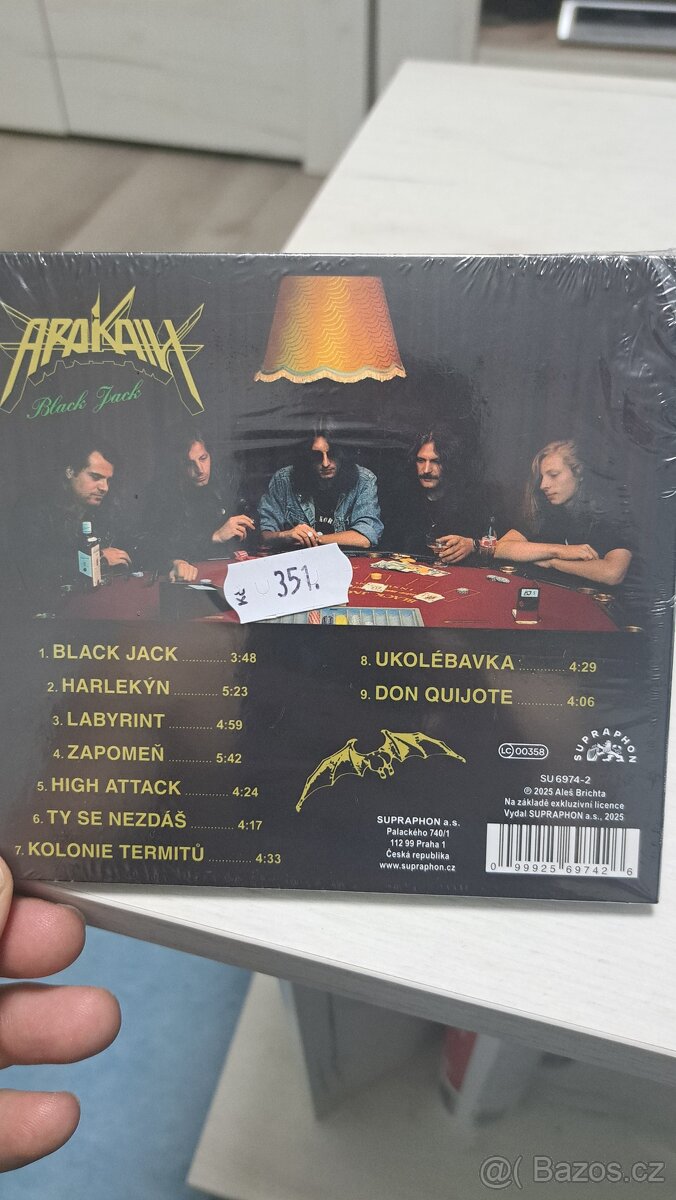 ARAKAIN
Black Jack
Kč 351.
1. BLACK JACK ............ 3:48
2. HARLEKÝN ............ 5:23
3. LABYRINT ............ 4:59
4. ZAPOMEŇ ............ 5:42
5. HIGH ATTACK ............ 4:24
6. TY SE NEZDÁŠ ............ 4:17
7. KOLONIE TERMITŮ ............ 4:33
8. UKOLÉBAVKA ............ 4:29
9. DON QUIJOTE ............ 4:06
LC 00358
SUPRAPHON
SU 6974-2
℗ 2025 Aleš Brichta
Na základě exkluzivní licence
Vydal SUPRAPHON a.s., 2025
SUPRAPHON a.s.
Palackého 740/1
112 99 Praha 1
Česká republika
www.supraphon.cz
0 99925 69742 6
@( Bazos.cz